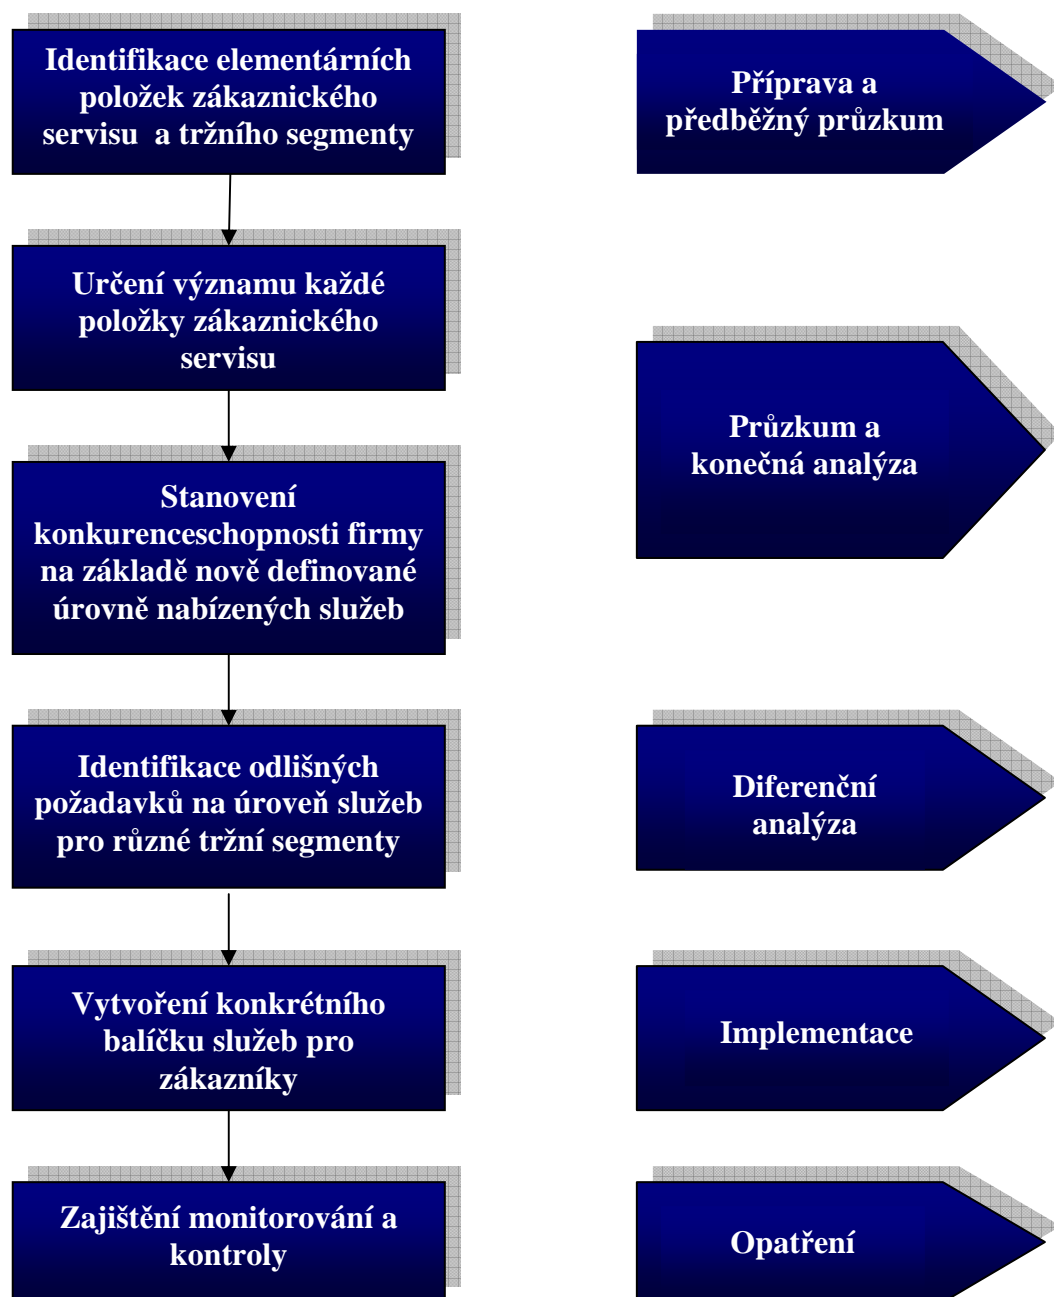 Identifikace elementárních
položek zákaznického
servisu a tržního segmenty
Příprava a
předběžný průzkum
Určení významu každé
položky zákaznického
servisu
Průzkum a
konečná analýza
Stanovení
konkurenceschopnosti firmy
na základě nově definované
úrovně nabízených služeb
Identifikace odlišných
požadavků na úroveň služeb
pro různé tržní segmenty
Diferenční
analýza
Vytvoření konkrétního
balíčku služeb pro
zákazníky
Implementace
Zajištění monitorování a
kontroly
Opatření